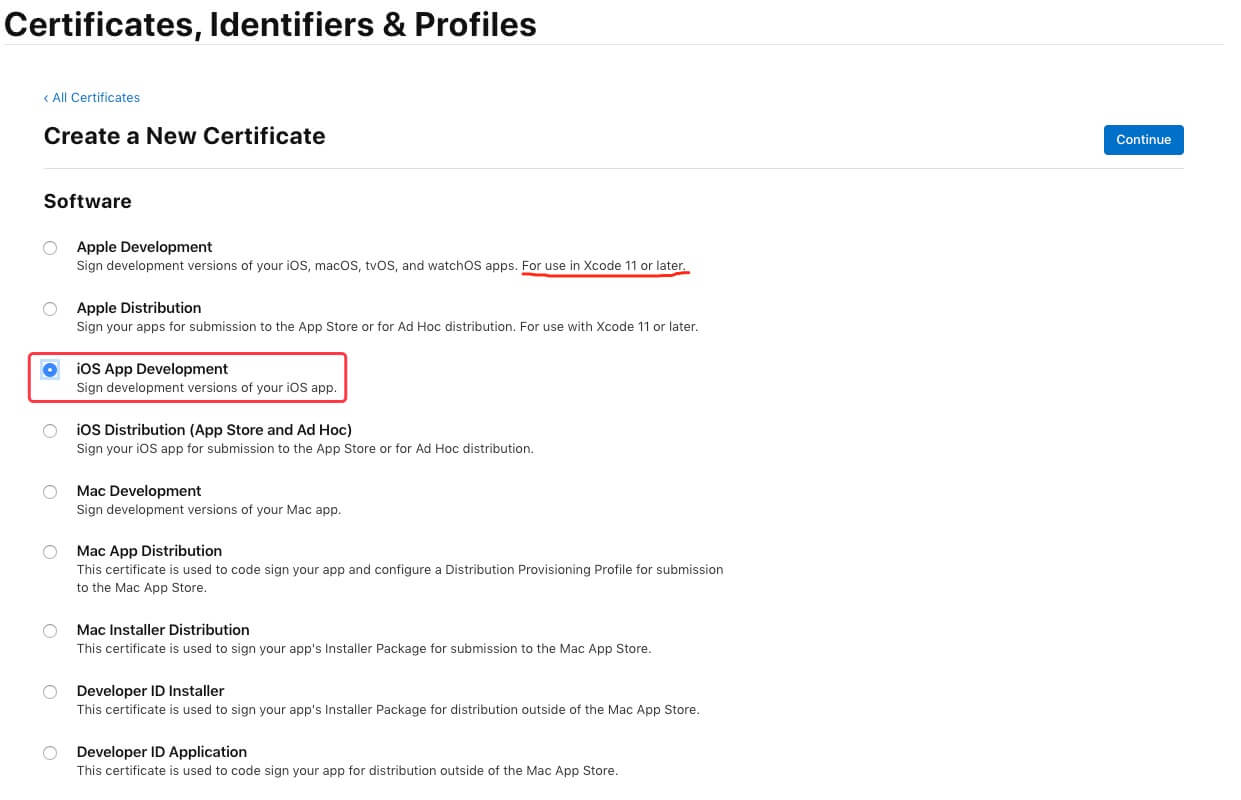 Certificates, Identifiers & Profiles
‹ All Certificates
Create a New Certificate
Continue
Software
Apple Development
Sign development versions of your iOS, macOS, tvOS, and watchOS apps. For use in Xcode 11 or later.
Apple Distribution
Sign your apps for submission to the App Store or for Ad Hoc distribution. For use with Xcode 11 or later.
iOS App Development
Sign development versions of your iOS app.
iOS Distribution (App Store and Ad Hoc)
Sign your iOS app for submission to the App Store or for Ad Hoc distribution.
Mac Development
Sign development versions of your Mac app.
Mac App Distribution
This certificate is used to code sign your app and configure a Distribution Provisioning Profile for submission
to the Mac App Store.
Mac Installer Distribution
This certificate is used to sign your app's Installer Package for submission to the Mac App Store.
Developer ID Installer
This certificate is used to sign your app's Installer Package for distribution outside of the Mac App Store.
Developer ID Application
This certificate is used to code sign your app for distribution outside of the Mac App Store.